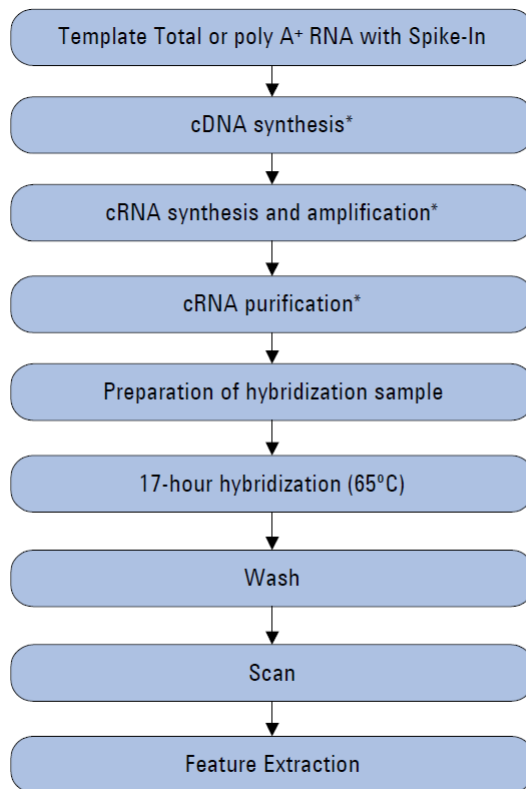 Template Total or poly A⁺ RNA with Spike-In
cDNA synthesis*
cRNA synthesis and amplification*
cRNA purification*
Preparation of hybridization sample
17-hour hybridization (65ºC)
Wash
Scan
Feature Extraction